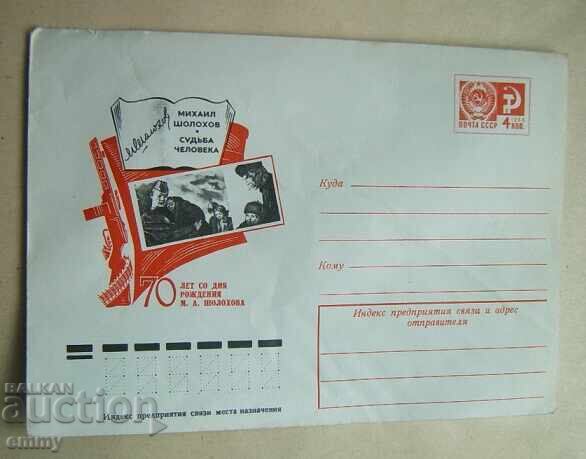 МИХАИЛ
ШОЛОХОВ
•
СУДЬБА
ЧЕЛОВЕКА
М.Шолохов
70 ЛЕТ СО ДНЯ
РОЖДЕНИЯ
М. А. ШОЛОХОВА
ПОЧТА СССР
4 КОП.
Куда
Кому
Индекс предприятия связи и адрес
отправителя
Индекс предприятия связи места назначения
BALKAN
auction
emmy